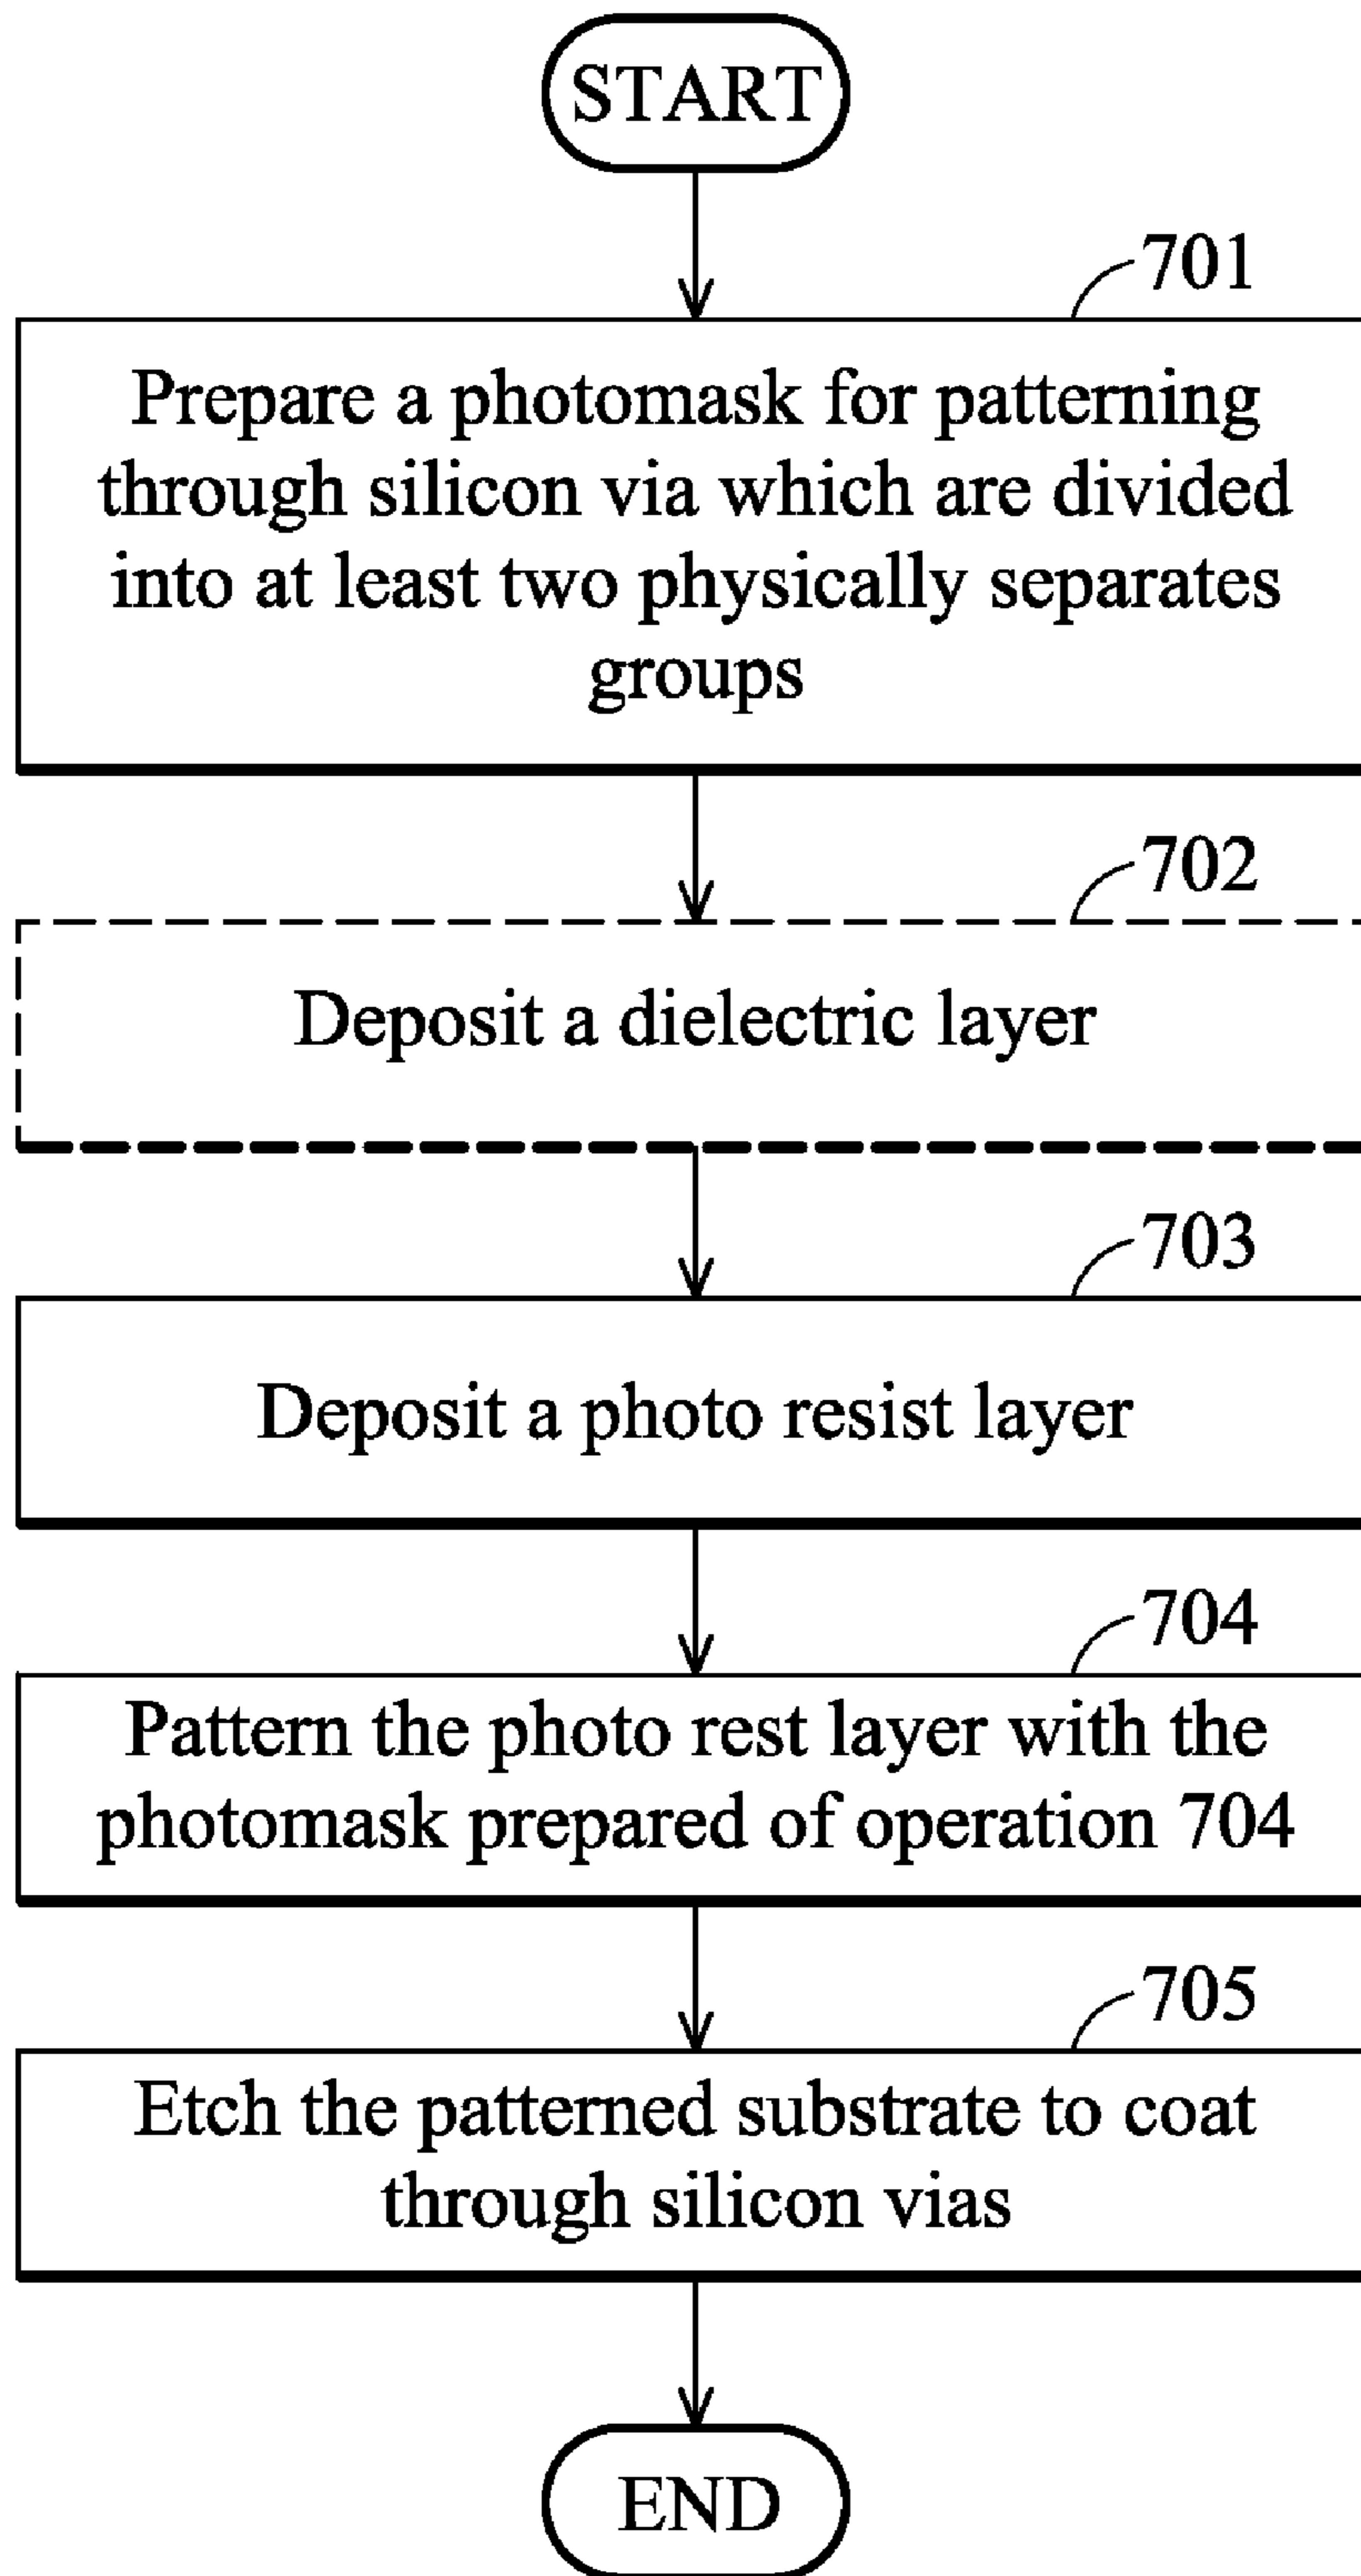 START
701
Prepare a photomask for patterning
through silicon via which are divided
into at least two physically separates
groups
702
Deposit a dielectric layer
703
Deposit a photo resist layer
704
Pattern the photo rest layer with the
photomask prepared of operation 704
705
Etch the patterned substrate to coat
through silicon vias
END